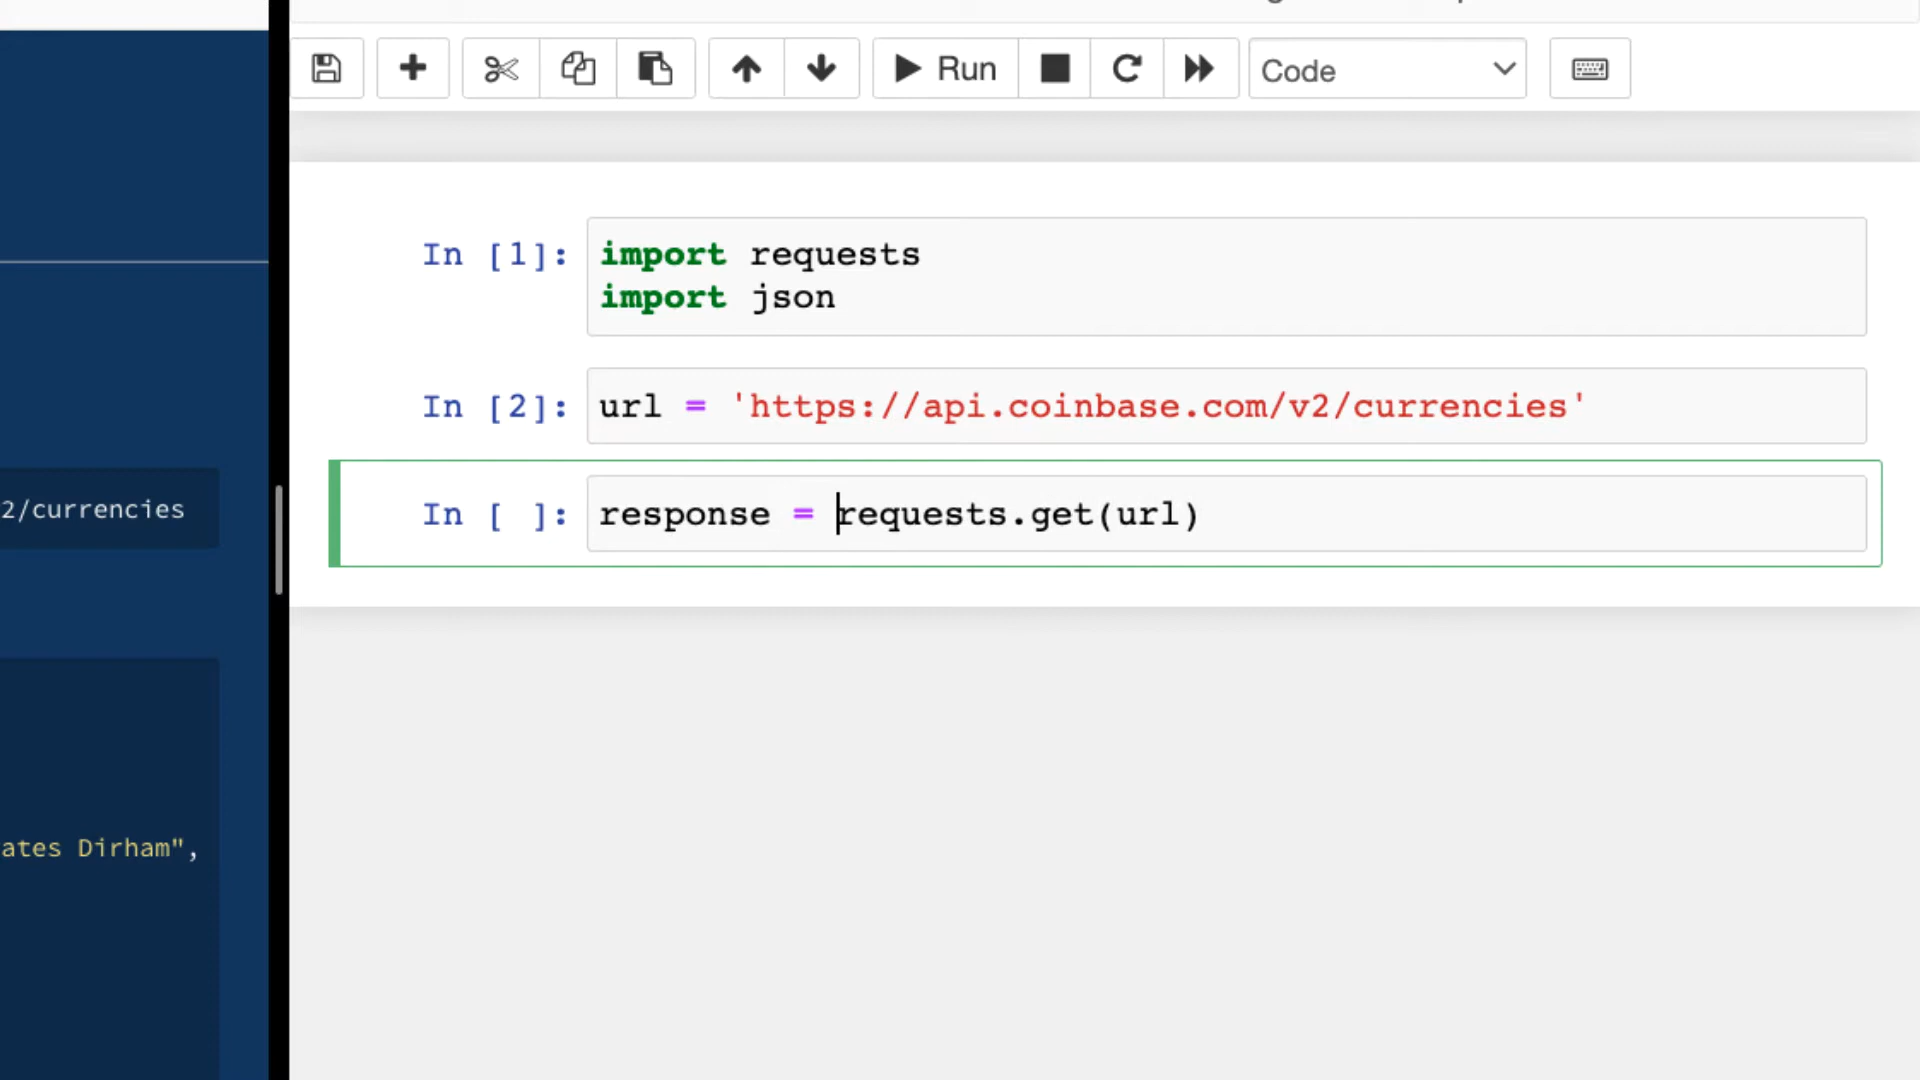 Run
Code
In [1]:
import requests
import json
In [2]:
url = 'https://api.coinbase.com/v2/currencies'
2/currencies
In [ ]:
response = requests.get(url)
ates Dirham",